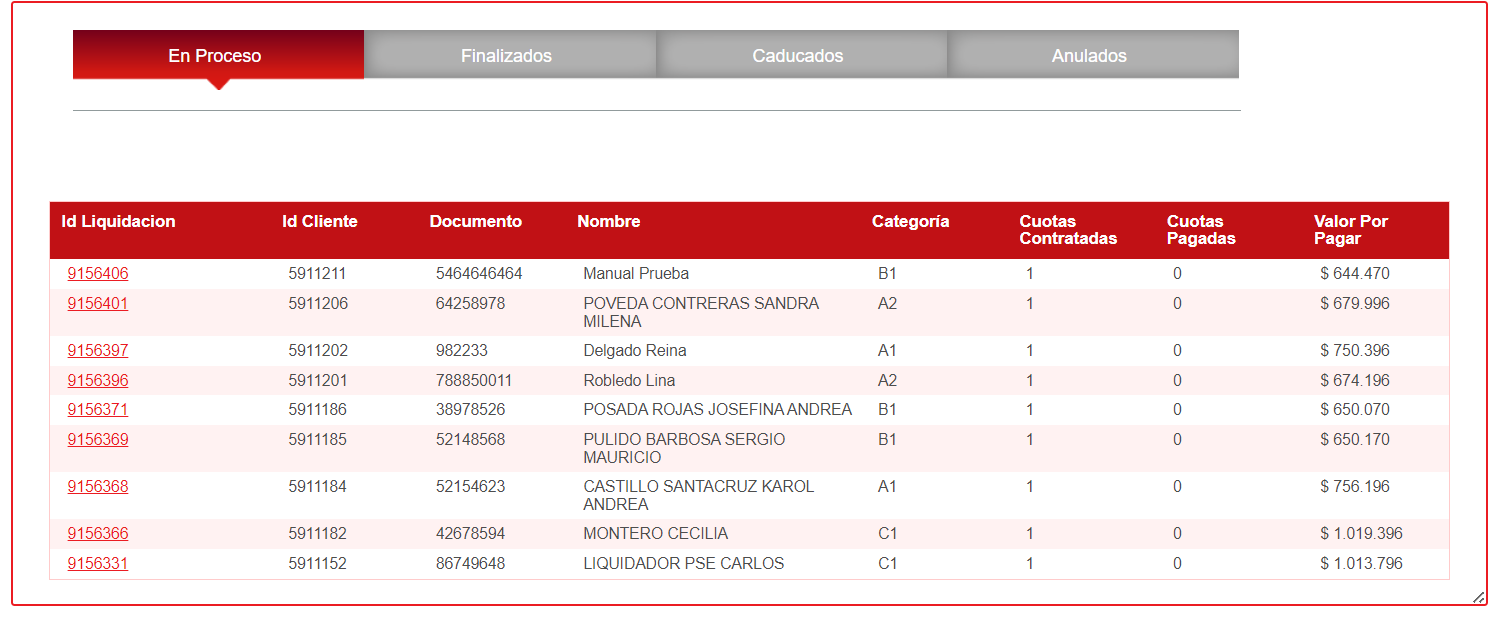 En Proceso Finalizados Caducados Anulados
Id Liquidacion Id Cliente Documento Nombre Categoría Cuotas Contratadas Cuotas Pagadas Valor Por Pagar
9156406 5911211 5464646464 Manual Prueba B1 1 0 $ 644.470
9156401 5911206 64258978 POVEDA CONTRERAS SANDRA MILENA A2 1 0 $ 679.996
9156397 5911202 982233 Delgado Reina A1 1 0 $ 750.396
9156396 5911201 788850011 Robledo Lina A2 1 0 $ 674.196
9156371 5911186 38978526 POSADA ROJAS JOSEFINA ANDREA B1 1 0 $ 650.070
9156369 5911185 52148568 PULIDO BARBOSA SERGIO MAURICIO B1 1 0 $ 650.170
9156368 5911184 52154623 CASTILLO SANTACRUZ KAROL ANDREA A1 1 0 $ 756.196
9156366 5911182 42678594 MONTERO CECILIA C1 1 0 $ 1.019.396
9156331 5911152 86749648 LIQUIDADOR PSE CARLOS C1 1 0 $ 1.013.796